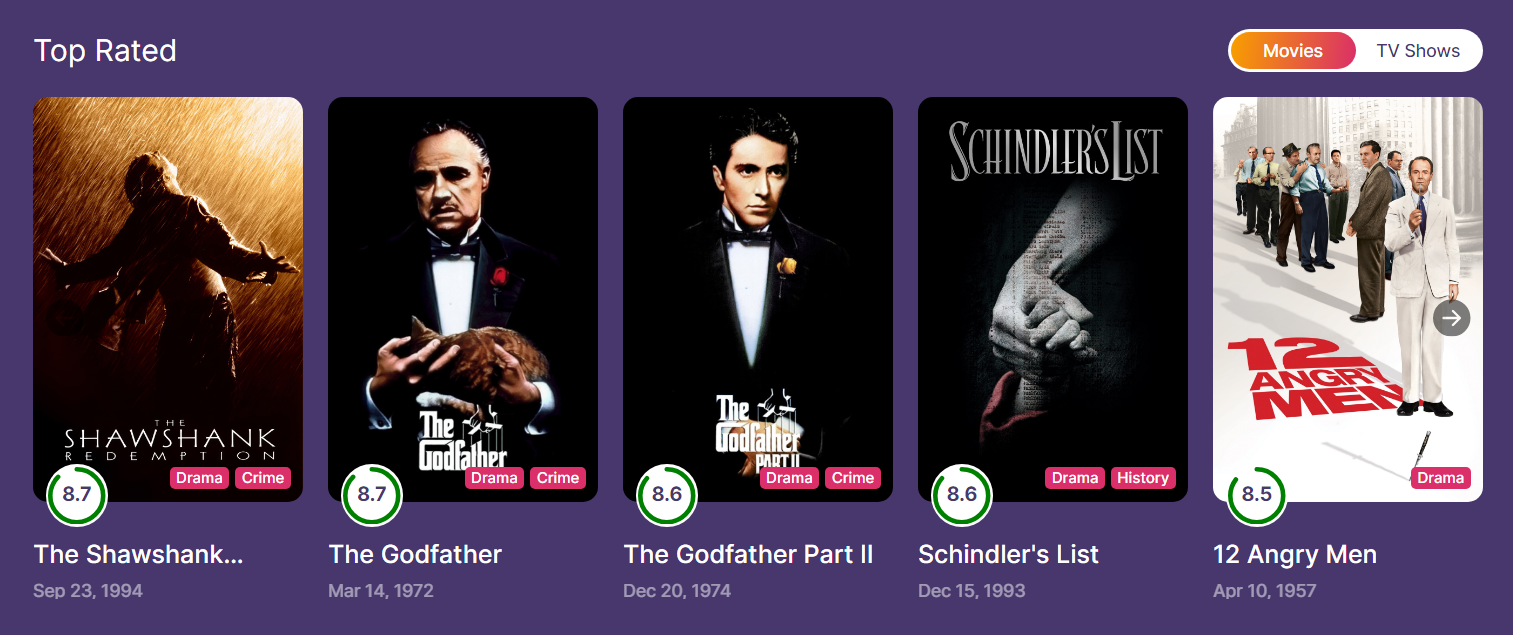 Top Rated
Movies
TV Shows
THE
SHAWSHANK
REDEMPTION
8.7
Drama
Crime
The Shawshank...
Sep 23, 1994
The
Godfather
8.7
Drama
Crime
The Godfather
Mar 14, 1972
The
Godfather
PART II
8.6
Drama
Crime
The Godfather Part II
Dec 20, 1974
SCHINDLER'S LIST
8.6
Drama
History
Schindler's List
Dec 15, 1993
12
ANGRY
MEN
8.5
Drama
12 Angry Men
Apr 10, 1957